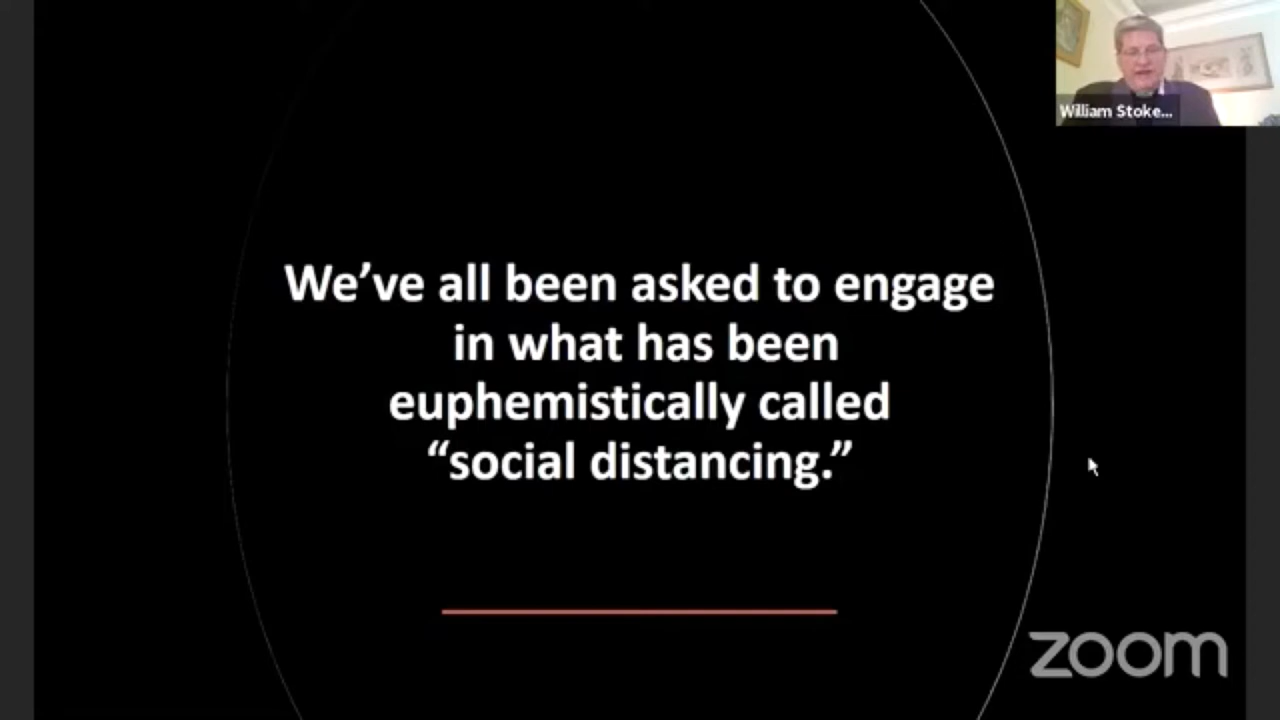 William Stoke...
We've all been asked to engage
in what has been
euphemistically called
“social distancing.”
zoom